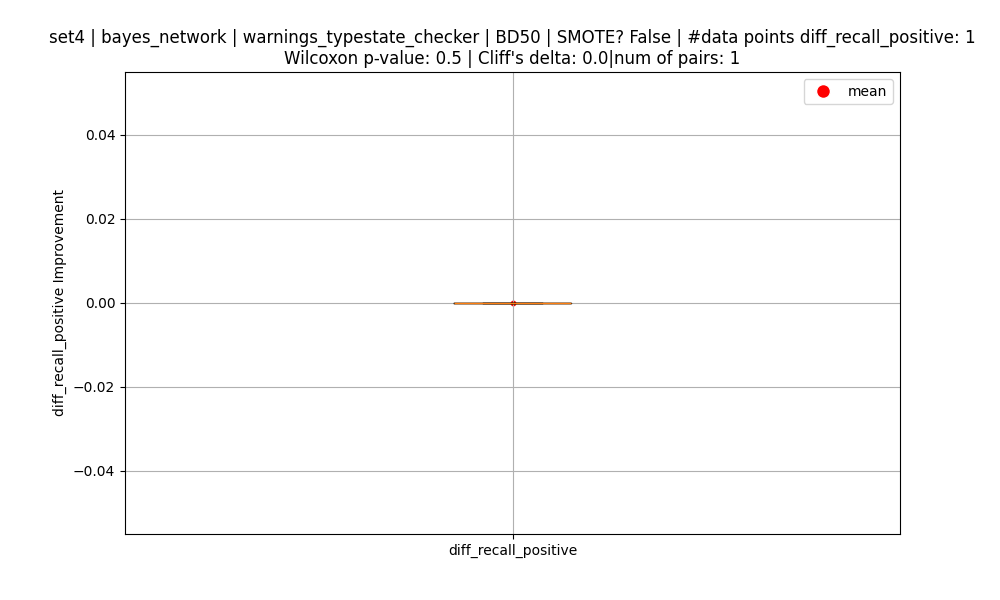 set4 | bayes_network | warnings_typestate_checker | BD50 | SMOTE? False | #data points diff_recall_positive: 1
Wilcoxon p-value: 0.5 | Cliff's delta: 0.0|num of pairs: 1
mean
0.04
0.02
0.00
−0.02
−0.04
diff_recall_positive Improvement
diff_recall_positive